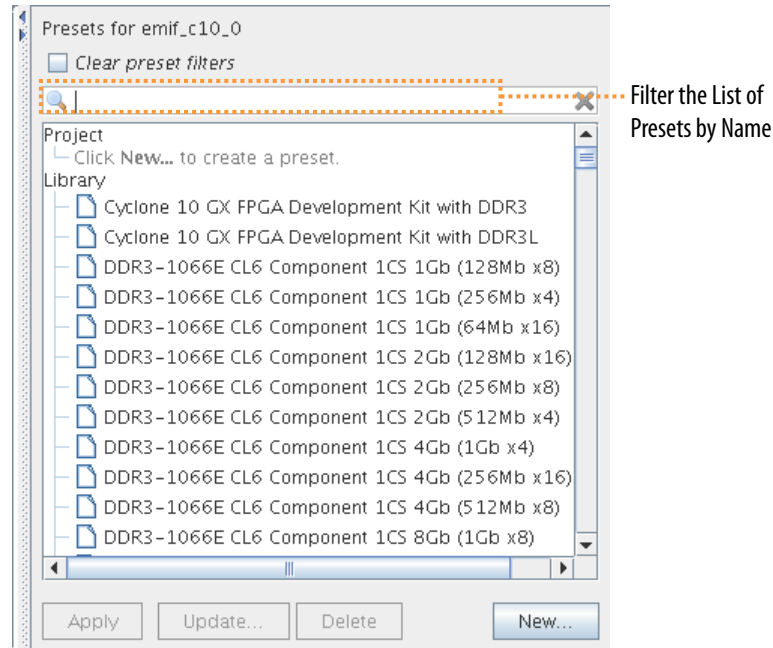 Presets for emif_c10_0
Clear preset filters
Filter the List of
Presets by Name
Project
Click New... to create a preset.
Library
Cyclone 10 GX FPGA Development Kit with DDR3
Cyclone 10 GX FPGA Development Kit with DDR3L
DDR3-1066E CL6 Component 1CS 1Gb (128Mb x8)
DDR3-1066E CL6 Component 1CS 1Gb (256Mb x4)
DDR3-1066E CL6 Component 1CS 1Gb (64Mb x16)
DDR3-1066E CL6 Component 1CS 2Gb (128Mb x16)
DDR3-1066E CL6 Component 1CS 2Gb (256Mb x8)
DDR3-1066E CL6 Component 1CS 2Gb (512Mb x4)
DDR3-1066E CL6 Component 1CS 4Gb (1Gb x4)
DDR3-1066E CL6 Component 1CS 4Gb (256Mb x16)
DDR3-1066E CL6 Component 1CS 4Gb (512Mb x8)
DDR3-1066E CL6 Component 1CS 8Gb (1Gb x8)
Apply Update... Delete New...